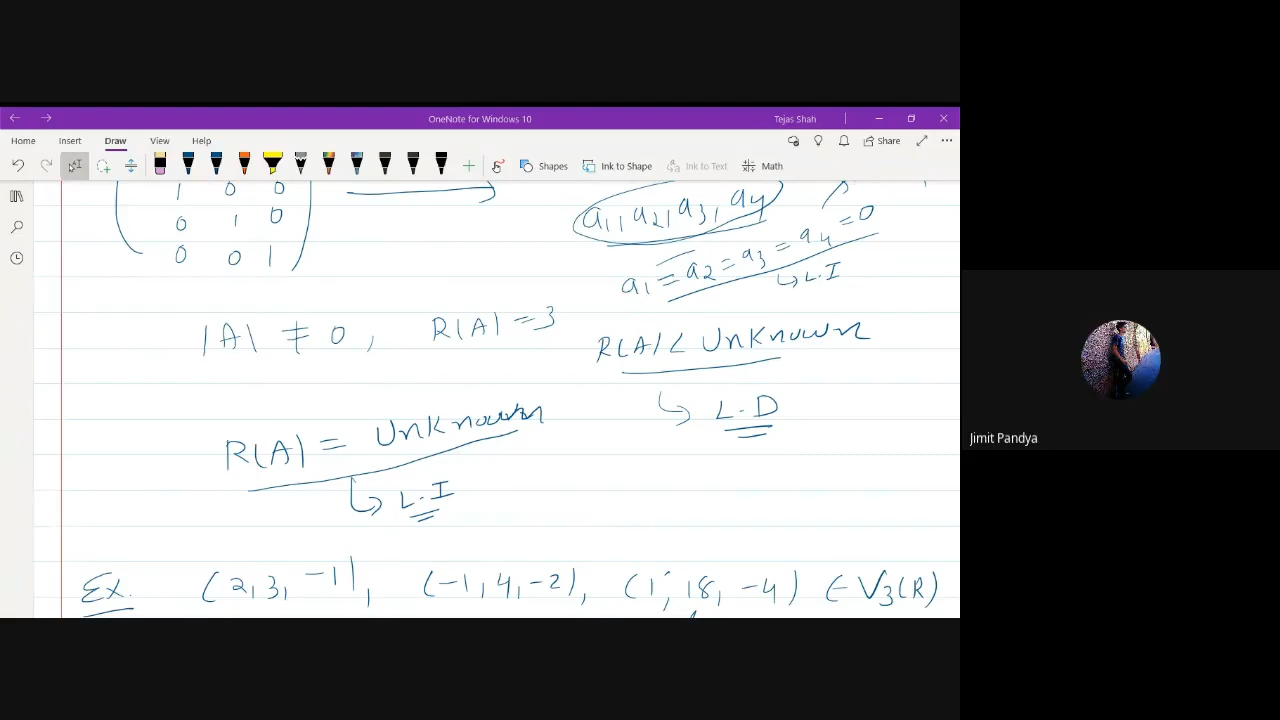 OneNote for Windows 10
Tejas Shah
Home Insert Draw View Help
Share
Shapes Ink to Shape Ink to Text Math
1 0 0
0 1 0
0 0 1
a1, a2, a3, a4
a1 = a2 = a3 = a4 = 0
↳ L.I
|A| ≠ 0, R(A) = 3
R(A) < Unknown
↳ L.D
R(A) = Unknown
↳ L.I
Ex. (2, 3, -1), (-1, 4, -2), (1, 18, -4) ∈ V3(R)
Jimit Pandya